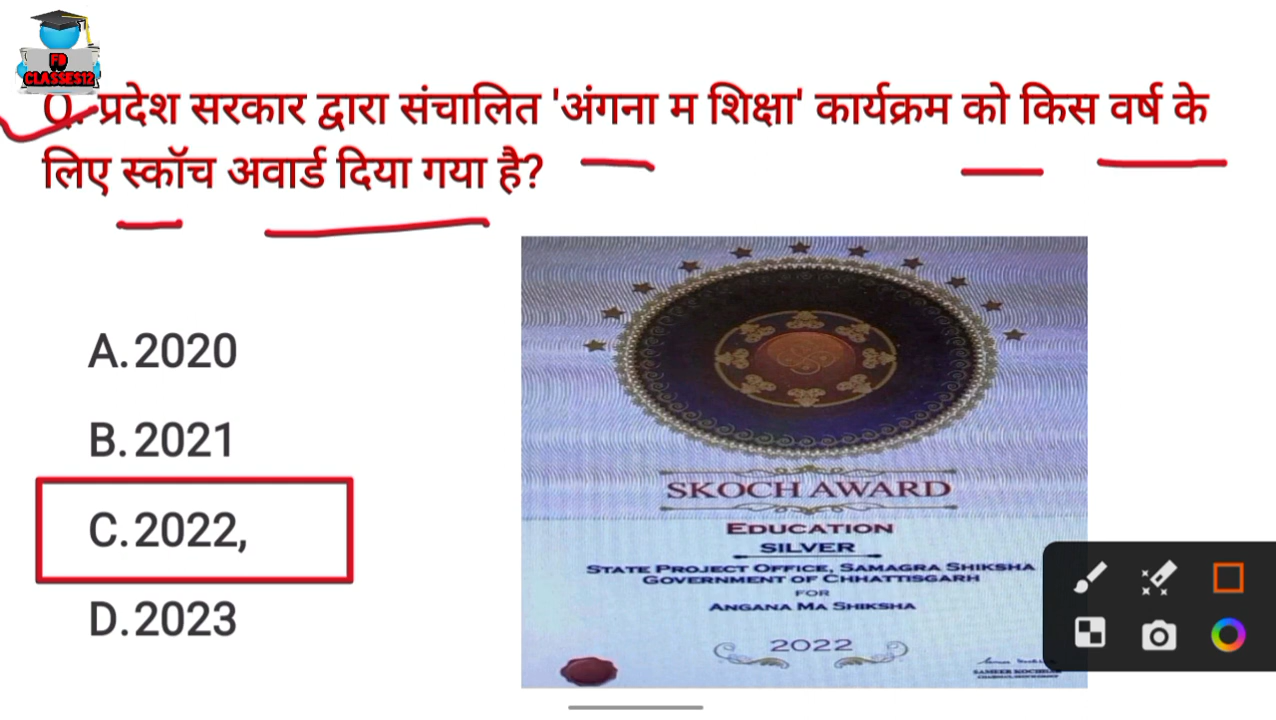 FD
CLASSES12
Q. प्रदेश सरकार द्वारा संचालित 'अंगना म शिक्षा' कार्यक्रम को किस वर्ष के
लिए स्कॉच अवार्ड दिया गया है?
A.2020
B.2021
C.2022,
D.2023
SKOCH AWARD
EDUCATION
SILVER
STATE PROJECT OFFICE, SAMAGRA SHIKSHA
GOVERNMENT OF CHHATTISGARH
FOR
ANGANA MA SHIKSHA
2022